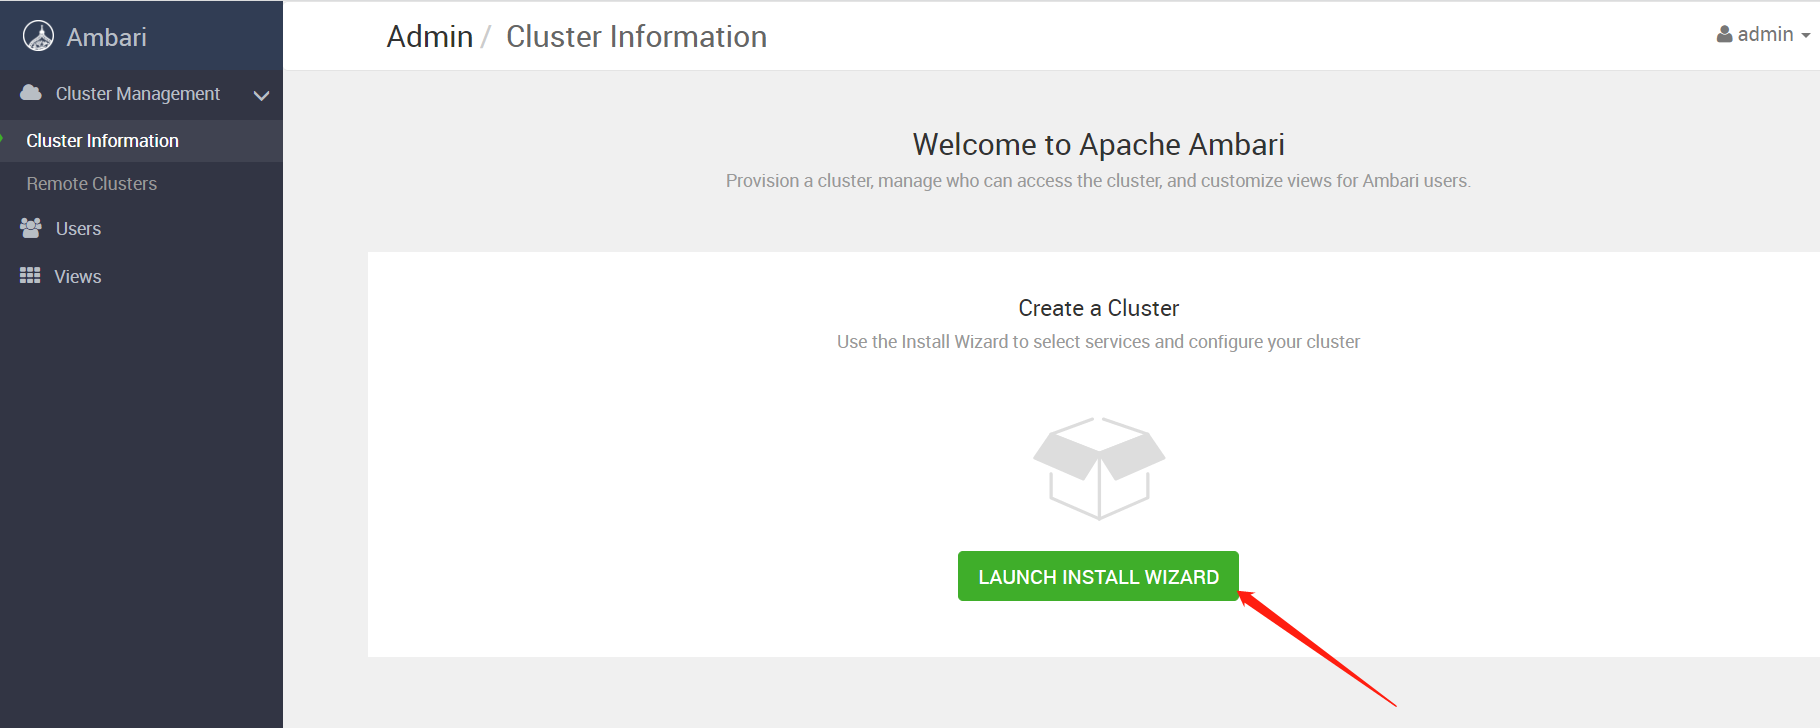 Ambari
Admin / Cluster Information
admin
Cluster Management
Cluster Information
Remote Clusters
Users
Views
Welcome to Apache Ambari
Provision a cluster, manage who can access the cluster, and customize views for Ambari users.
Create a Cluster
Use the Install Wizard to select services and configure your cluster
LAUNCH INSTALL WIZARD